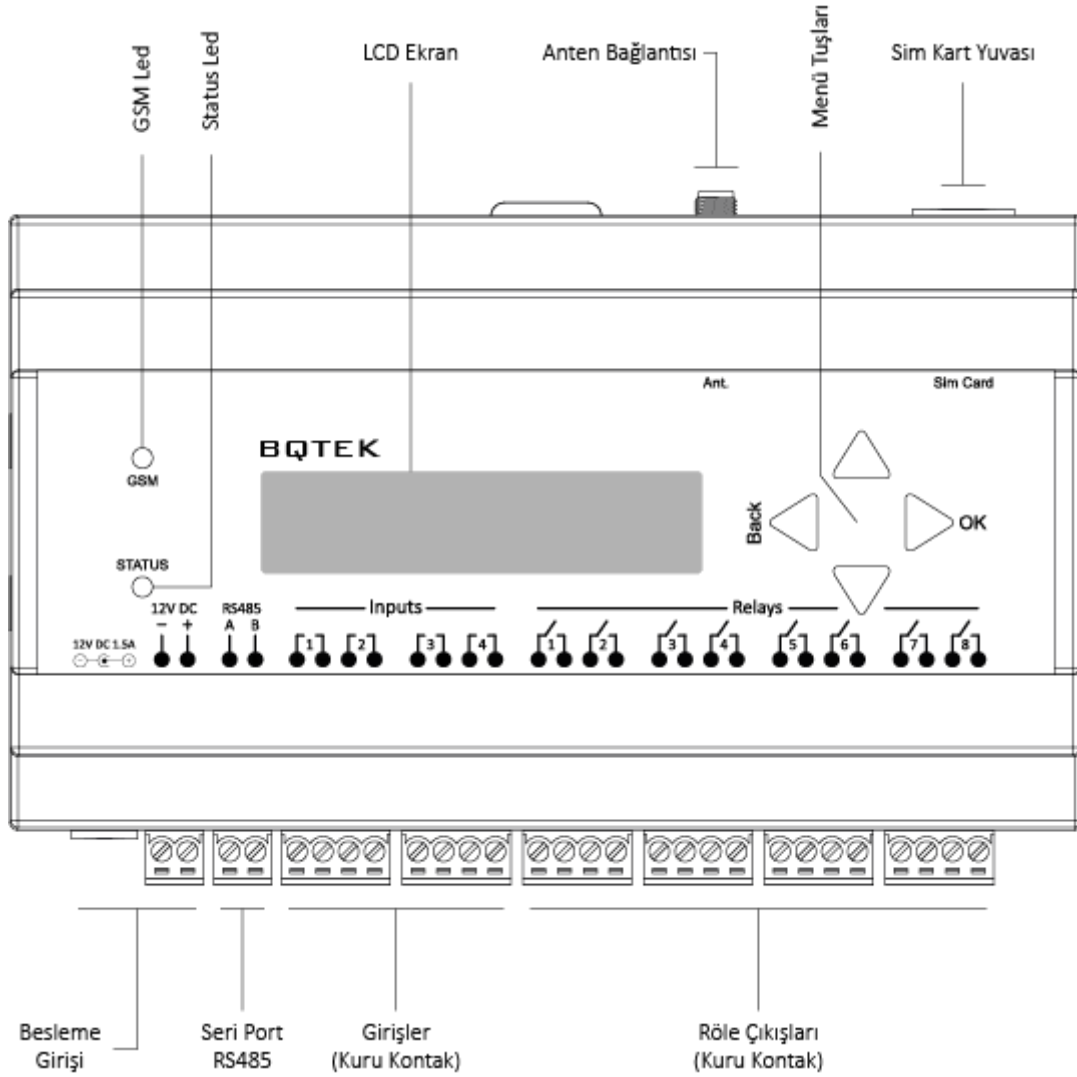 GSM Led
Status Led
LCD Ekran
Anten Bağlantısı
Menü Tuşları
Sim Kart Yuvası
Ant.
Sim Card
BQTEK
GSM
Back
OK
STATUS
12V DC
- +
RS485
A B
Inputs
Relays
12V DC 1.5A
- +
1 2 3 4
1 2 3 4 5 6 7 8
Besleme
Girişi
Seri Port
RS485
Girişler
(Kuru Kontak)
Röle Çıkışları
(Kuru Kontak)